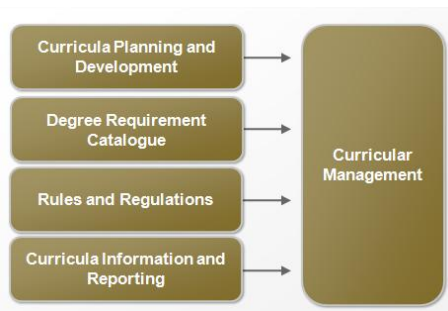 Curricula Planning and
Development
Degree Requirement
Catalogue
Rules and Regulations
Curricula Information and
Reporting
Curricular
Management